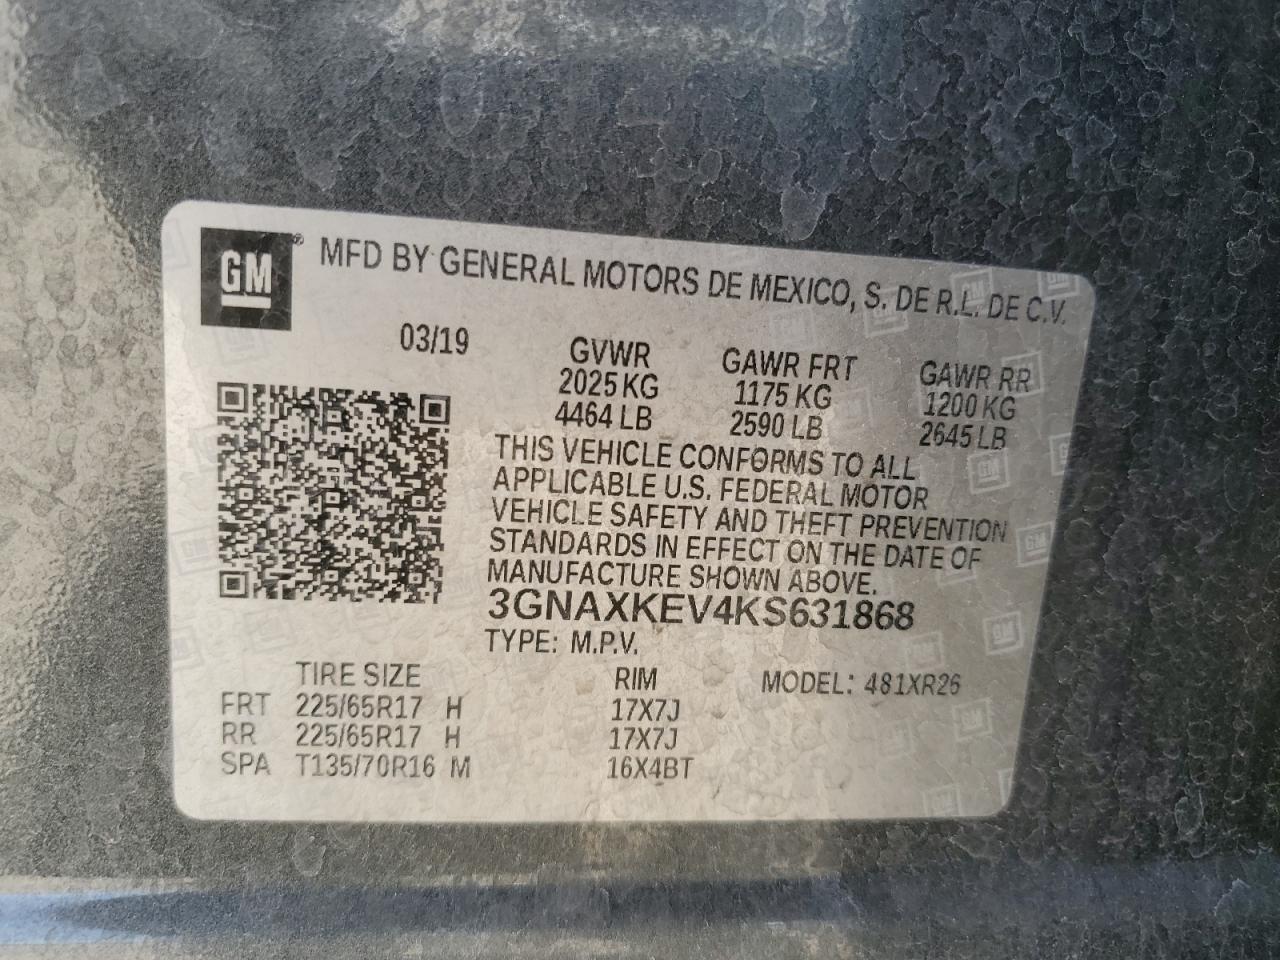 GM ® MFD BY GENERAL MOTORS DE MEXICO, S. DE R.L. DE C.V.
03/19 GVWR GAWR FRT GAWR RR
2025 KG 1175 KG 1200 KG
4464 LB 2590 LB 2645 LB
THIS VEHICLE CONFORMS TO ALL
APPLICABLE U.S. FEDERAL MOTOR
VEHICLE SAFETY AND THEFT PREVENTION
STANDARDS IN EFFECT ON THE DATE OF
MANUFACTURE SHOWN ABOVE.
3GNAXKEV4KS631868
TYPE: M.P.V.
TIRE SIZE RIM MODEL: 481XR26
FRT 225/65R17 H 17X7J
RR 225/65R17 H 17X7J
SPA T135/70R16 M 16X4BT